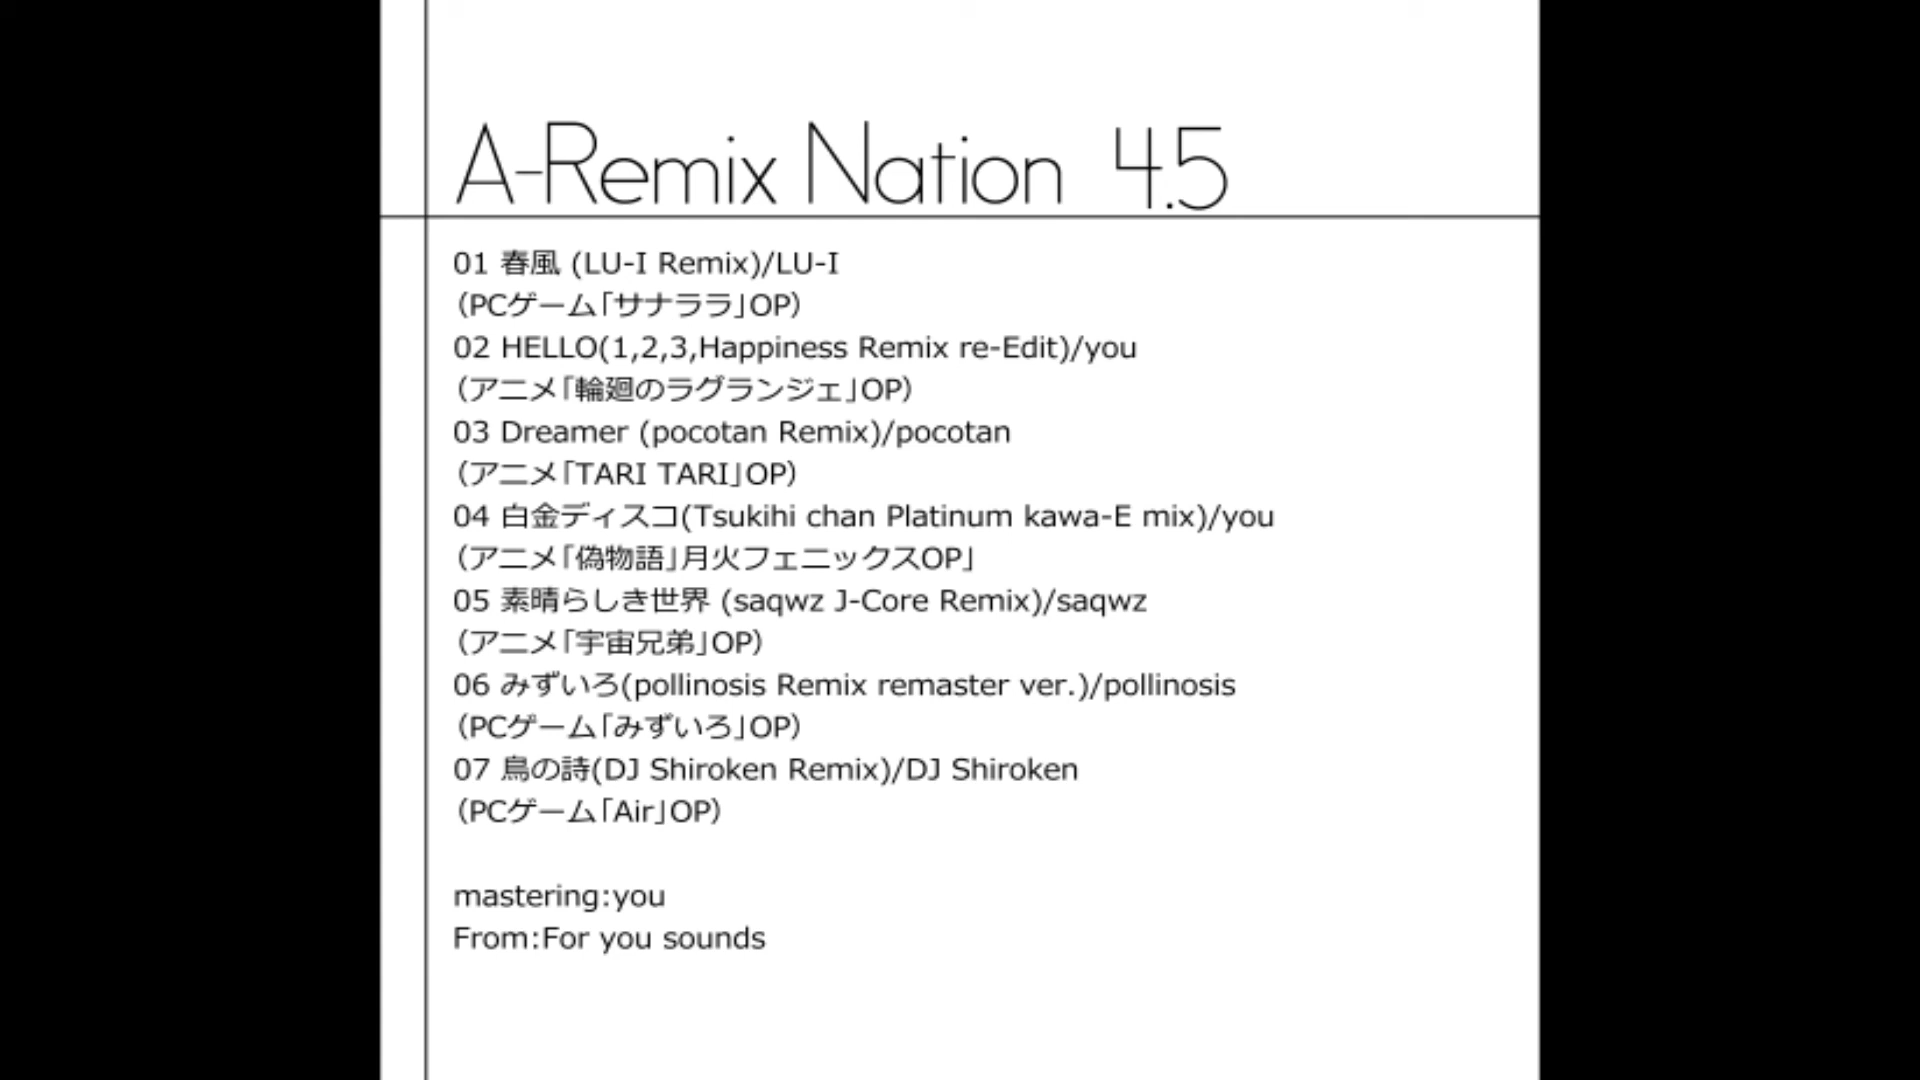 A-Remix Nation 4.5
01 春風 (LU-I Remix)/LU-I
（PCゲーム「サナララ」OP）
02 HELLO(1,2,3,Happiness Remix re-Edit)/you
（アニメ「輪廻のラグランジェ」OP）
03 Dreamer (pocotan Remix)/pocotan
（アニメ「TARI TARI」OP）
04 白金ディスコ(Tsukihi chan Platinum kawa-E mix)/you
（アニメ「偽物語」月火フェニックスOP」
05 素晴らしき世界 (saqwz J-Core Remix)/saqwz
（アニメ「宇宙兄弟」OP）
06 みずいろ(pollinosis Remix remaster ver.)/pollinosis
（PCゲーム「みずいろ」OP）
07 鳥の詩(DJ Shiroken Remix)/DJ Shiroken
（PCゲーム「Air」OP）
mastering:you
From:For you sounds